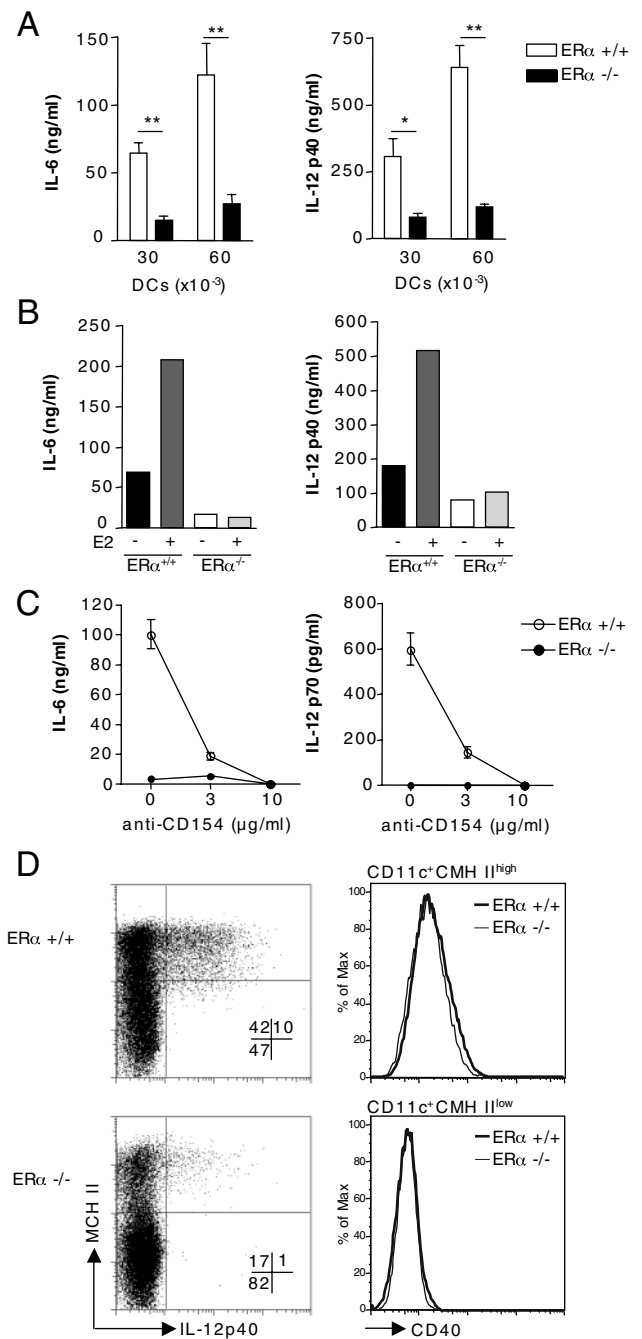 A
IL-6 (ng/ml)
150
100
50
0
**
**
30
60
DCs (x10-3)
IL-12 p40 (ng/ml)
750
500
250
0
*
**
30
60
DCs (x10-3)
ERα +/+
ERα -/-
B
IL-6 (ng/ml)
250
200
150
100
50
0
E2 - + - +
ERα+/+ ERα-/-
IL-12 p40 (ng/ml)
600
500
400
300
200
100
0
- + - +
ERα+/+ ERα-/-
C
IL-6 (ng/ml)
120
100
80
60
40
20
0
0 3 10
anti-CD154 (µg/ml)
IL-12 p70 (pg/ml)
800
600
400
200
0
0 3 10
anti-CD154 (µg/ml)
ERα +/+
ERα -/-
D
ERα +/+
42 10
47
ERα -/-
17 1
82
MCH II
IL-12p40
CD11c+CMH IIhigh
% of Max
100
80
60
40
20
0
ERα +/+
ERα -/-
CD11c+CMH IIlow
% of Max
100
80
60
40
20
0
ERα +/+
ERα -/-
CD40